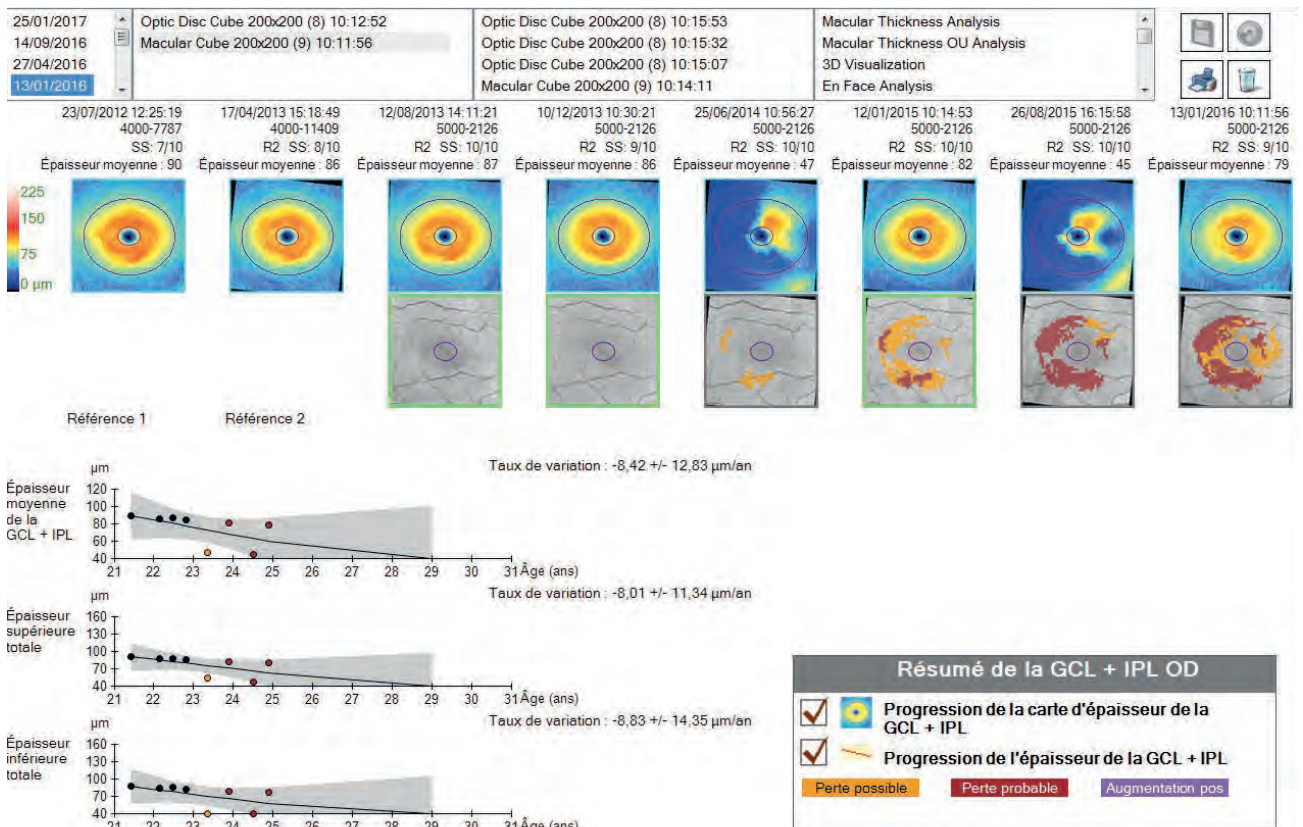 25/01/2017
14/09/2016
27/04/2016
13/01/2016
Optic Disc Cube 200x200 (8) 10:12:52
Macular Cube 200x200 (9) 10:11:56
Optic Disc Cube 200x200 (8) 10:15:53
Optic Disc Cube 200x200 (8) 10:15:32
Optic Disc Cube 200x200 (8) 10:15:07
Macular Cube 200x200 (9) 10:14:11
Macular Thickness Analysis
Macular Thickness OU Analysis
3D Visualization
En Face Analysis
23/07/2012 12:25:19
4000-7787
SS: 7/10
Épaisseur moyenne : 90
17/04/2013 15:18:49
4000-11409
R2 SS: 8/10
Épaisseur moyenne : 86
12/08/2013 14:11:21
5000-2126
R2 SS: 10/10
Épaisseur moyenne : 87
10/12/2013 10:30:21
5000-2126
R2 SS: 9/10
Épaisseur moyenne : 86
25/06/2014 10:56:27
5000-2126
R2 SS: 10/10
Épaisseur moyenne : 47
12/01/2015 10:14:53
5000-2126
R2 SS: 10/10
Épaisseur moyenne : 82
26/08/2015 16:15:58
5000-2126
R2 SS: 10/10
Épaisseur moyenne : 45
13/01/2016 10:11:56
5000-2126
R2 SS: 9/10
Épaisseur moyenne : 79
225
150
75
0 µm
Référence 1
Référence 2
Taux de variation : -8,42 +/- 12,83 µm/an
µm
Épaisseur
moyenne
de la
GCL + IPL
120
100
80
60
40
21 22 23 24 25 26 27 28 29 30 31 Âge (ans)
Taux de variation : -8,01 +/- 11,34 µm/an
µm
Épaisseur
supérieure
totale
160
130
100
70
40
21 22 23 24 25 26 27 28 29 30 31 Âge (ans)
Taux de variation : -8,83 +/- 14,35 µm/an
µm
Épaisseur
inférieure
totale
160
130
100
70
40
21 22 23 24 25 26 27 28 29 30 31 Âge (ans)
Résumé de la GCL + IPL OD
Progression de la carte d'épaisseur de la
GCL + IPL
Progression de l'épaisseur de la GCL + IPL
Perte possible
Perte probable
Augmentation pos